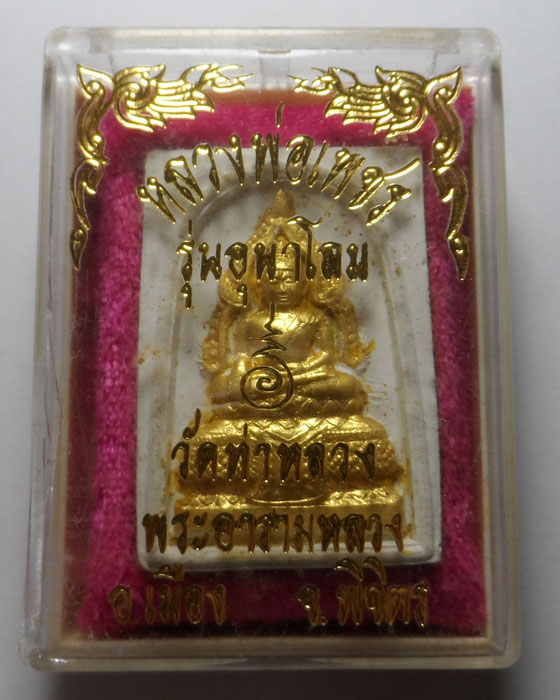 หลวงพ่อเพชร
รุ่นอุนาโลม
วัดท่าหลวง
พระอารามหลวง
อ.เมือง จ.พิจิตร